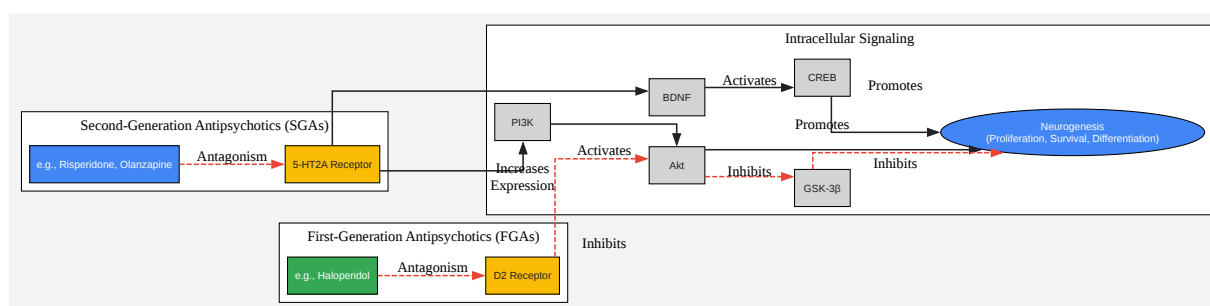 Intracellular Signaling
CREB
Activates
Promotes
BDNF
PI3K
Second-Generation Antipsychotics (SGAs)
Promotes
Neurogenesis
(Proliferation, Survival, Differentiation)
e.g., Risperidone, Olanzapine
Antagonism
5-HT2A Receptor
Activates
Akt
Increases
Expression
Inhibits
Inhibits
GSK-3β
First-Generation Antipsychotics (FGAs)
Inhibits
e.g., Haloperidol
Antagonism
D2 Receptor